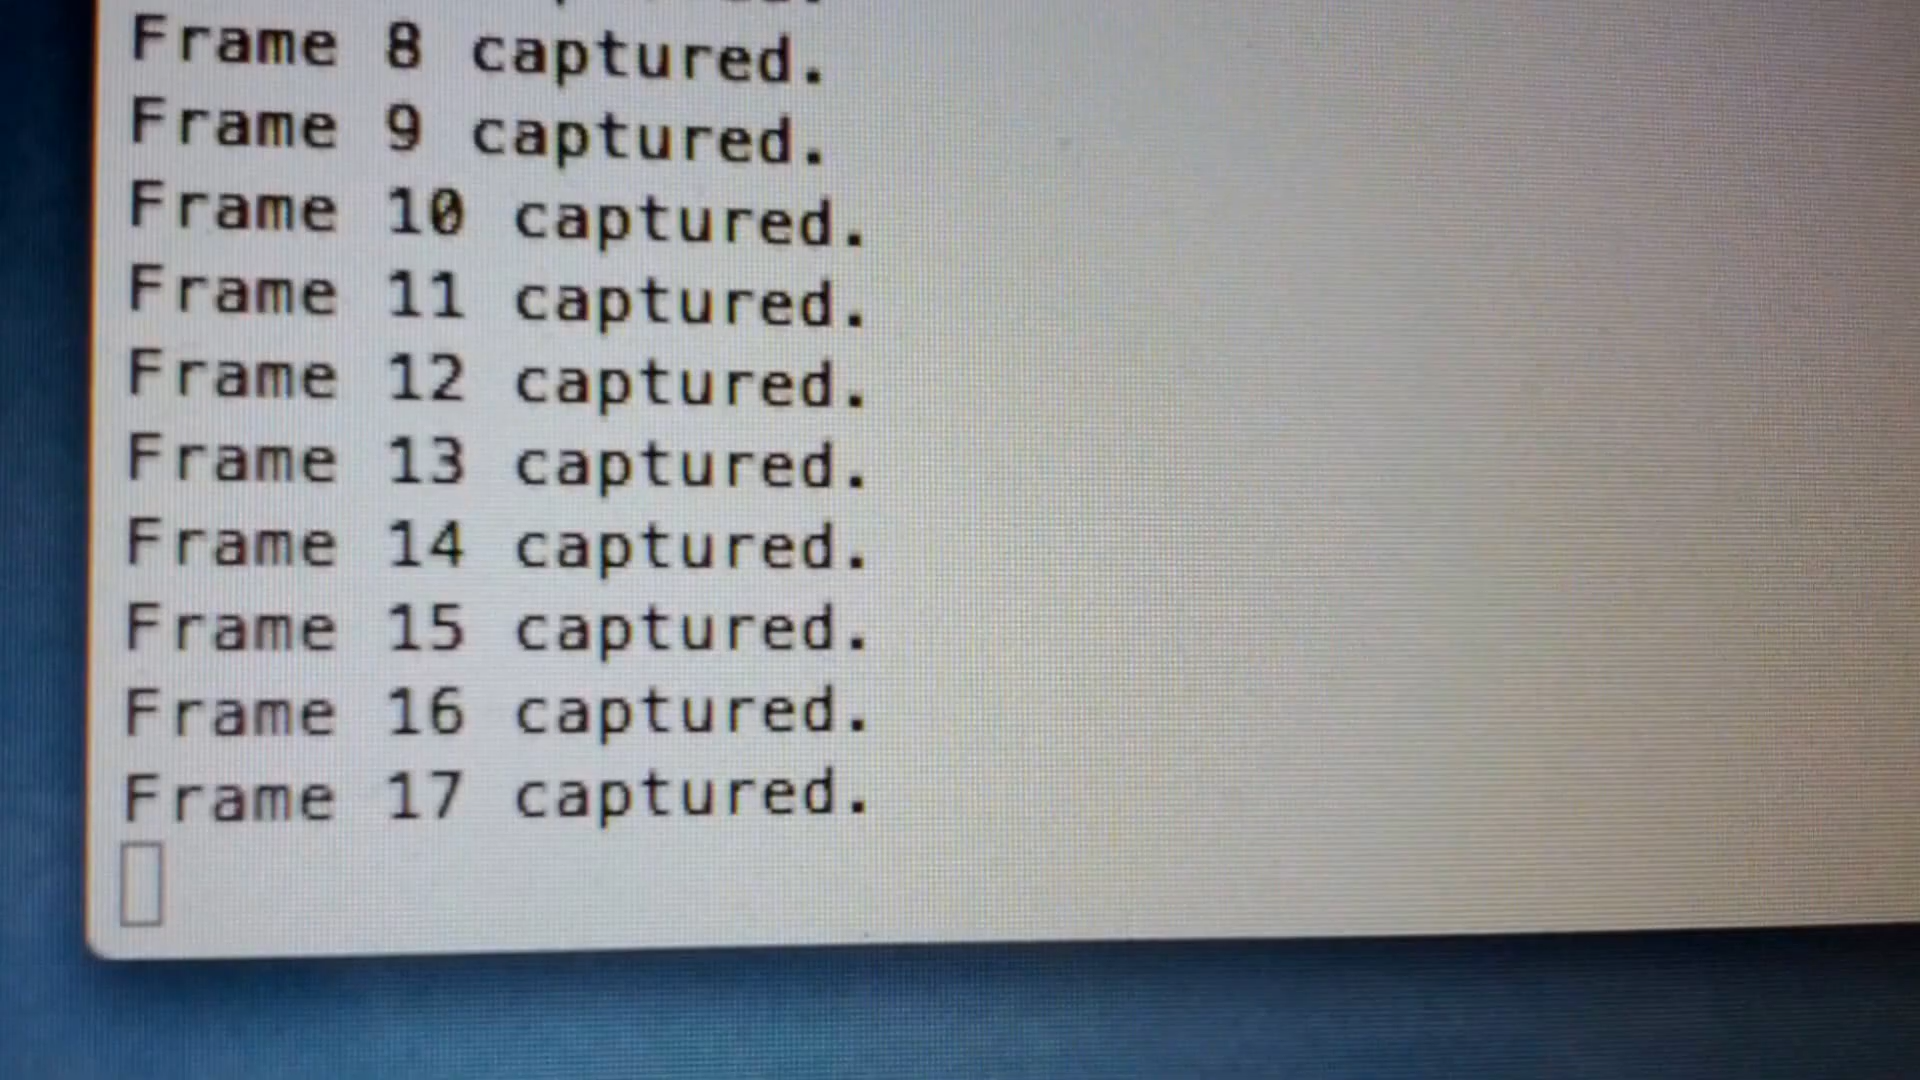 Frame 8 captured.
Frame 9 captured.
Frame 10 captured.
Frame 11 captured.
Frame 12 captured.
Frame 13 captured.
Frame 14 captured.
Frame 15 captured.
Frame 16 captured.
Frame 17 captured.